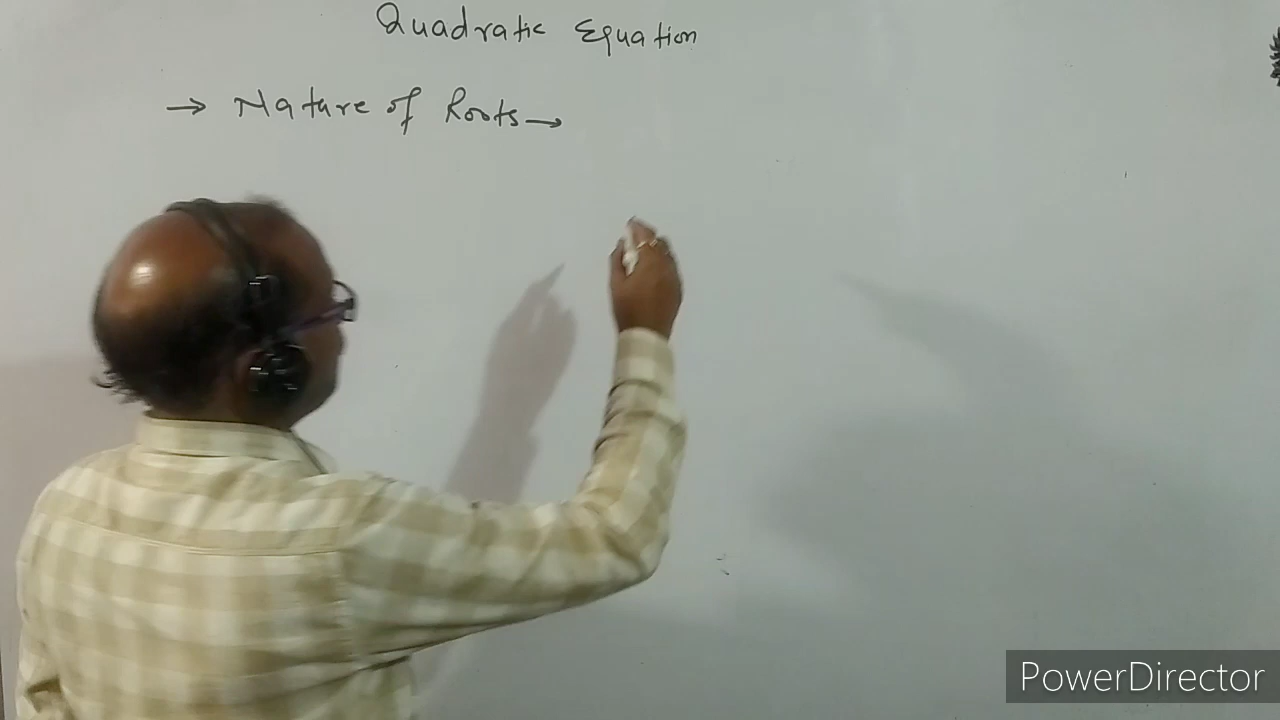 Quadratic Equation
→ Nature of Roots →
PowerDirector